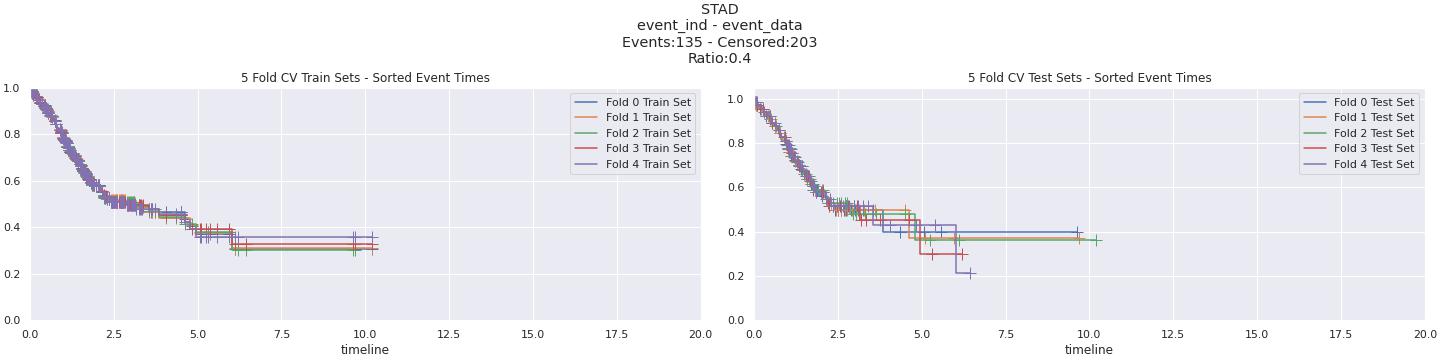 STAD
event_ind - event_data
Events:135 - Censored:203
Ratio:0.4
5 Fold CV Train Sets - Sorted Event Times
1.0
0.8
0.6
0.4
0.2
0.0
0.0 2.5 5.0 7.5 10.0 12.5 15.0 17.5 20.0
timeline
Fold 0 Train Set
Fold 1 Train Set
Fold 2 Train Set
Fold 3 Train Set
Fold 4 Train Set
5 Fold CV Test Sets - Sorted Event Times
1.0
0.8
0.6
0.4
0.2
0.0
0.0 2.5 5.0 7.5 10.0 12.5 15.0 17.5 20.0
timeline
Fold 0 Test Set
Fold 1 Test Set
Fold 2 Test Set
Fold 3 Test Set
Fold 4 Test Set